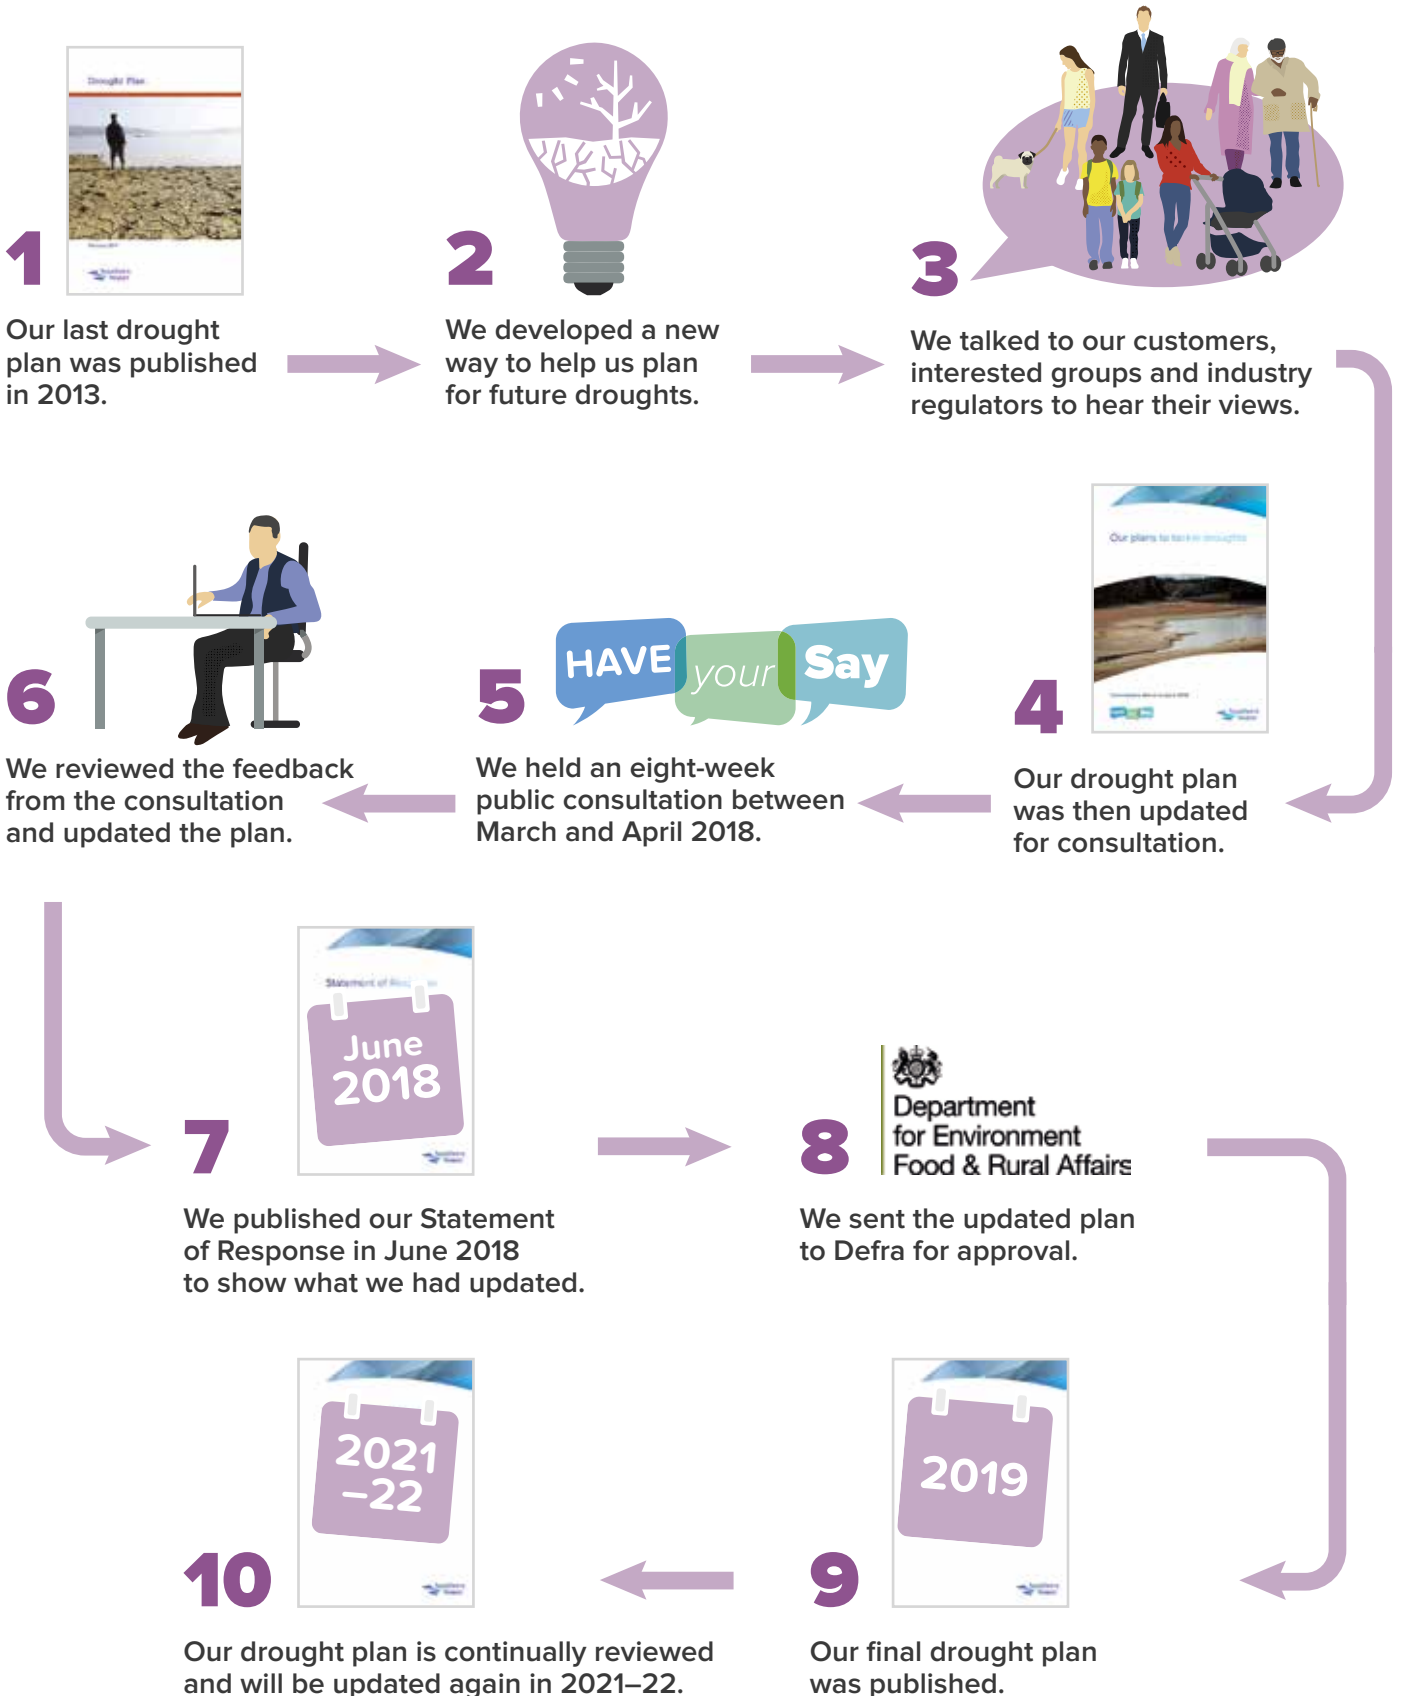 Drought Plan
1
Our last drought
plan was published
in 2013.
2
We developed a new
way to help us plan
for future droughts.
3
We talked to our customers,
interested groups and industry
regulators to hear their views.
Our plans to tackle droughts
4
Our drought plan
was then updated
for consultation.
HAVE your Say
5
We held an eight-week
public consultation between
March and April 2018.
6
We reviewed the feedback
from the consultation
and updated the plan.
Statement of
June
2018
7
We published our Statement
of Response in June 2018
to show what we had updated.
Department
for Environment
Food & Rural Affairs
8
We sent the updated plan
to Defra for approval.
2019
9
Our final drought plan
was published.
2021
–22
10
Our drought plan is continually reviewed
and will be updated again in 2021–22.